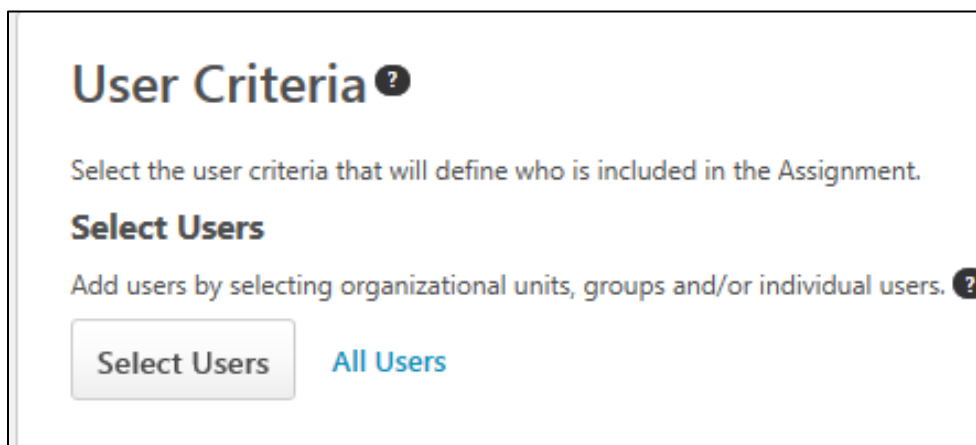 User Criteria ?
Select the user criteria that will define who is included in the Assignment.
Select Users
Add users by selecting organizational units, groups and/or individual users. ?
Select Users All Users